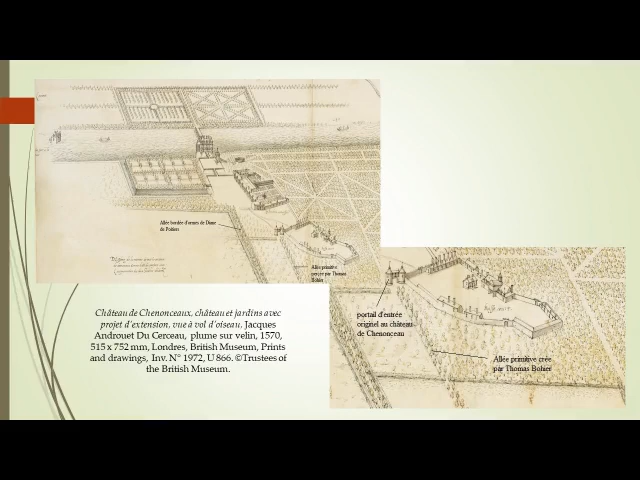 Allée bordée d'ormes de Diane
de Poitiers
Allée primitive
percée par Thomas
Bohier
portail d'entrée
originel au château
de Chenonceau
Allée primitive crée
par Thomas Bohier
Château de Chenonceaux, château et jardins avec
projet d'extension, vue à vol d'oiseau. Jacques
Androuet Du Cerceau, plume sur velin, 1570,
515 x 752 mm, Londres, British Museum, Prints
and drawings, Inv. N° 1972, U 866. ©Trustees of
the British Museum.